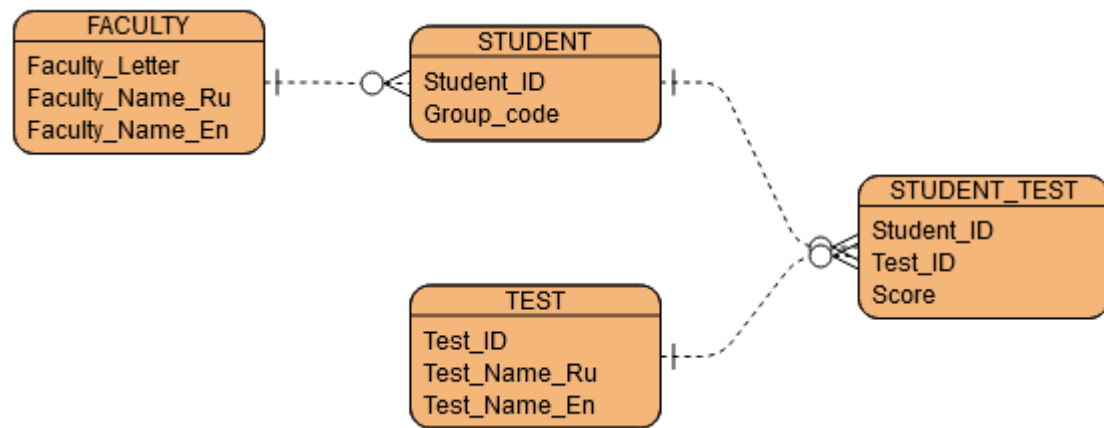 FACULTY
Faculty_Letter
Faculty_Name_Ru
Faculty_Name_En
STUDENT
Student_ID
Group_code
STUDENT_TEST
Student_ID
Test_ID
Score
TEST
Test_ID
Test_Name_Ru
Test_Name_En